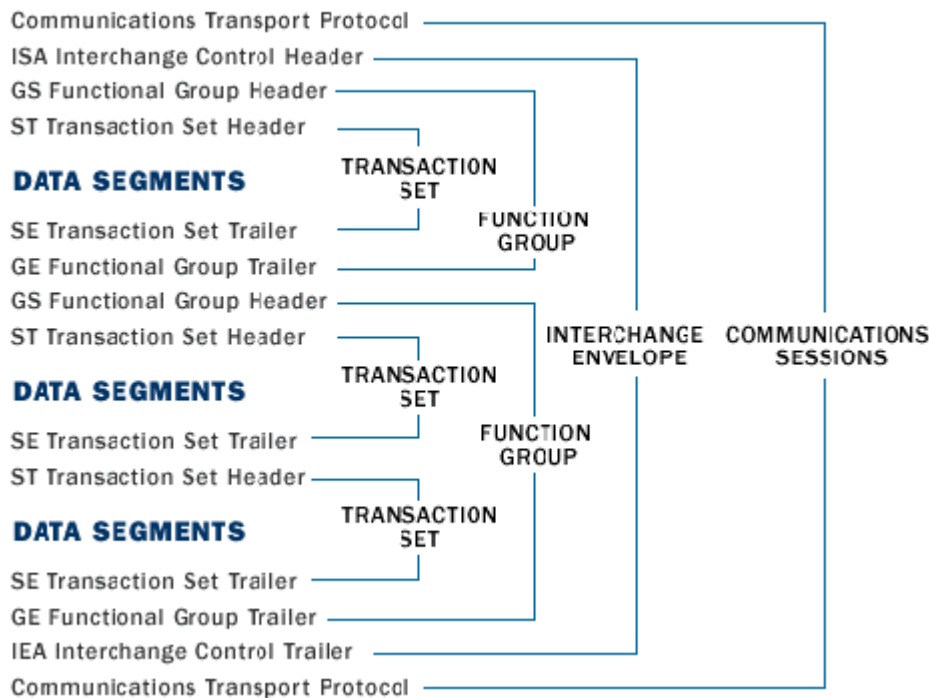 Communications Transport Protocol
ISA Interchange Control Header
GS Functional Group Header
ST Transaction Set Header
DATA SEGMENTS
TRANSACTION
SET
SE Transaction Set Trailer
FUNCTION
GROUP
GE Functional Group Trailer
GS Functional Group Header
ST Transaction Set Header
INTERCHANGE
ENVELOPE
COMMUNICATIONS
SESSIONS
DATA SEGMENTS
TRANSACTION
SET
SE Transaction Set Trailer
FUNCTION
GROUP
ST Transaction Set Header
DATA SEGMENTS
TRANSACTION
SET
SE Transaction Set Trailer
GE Functional Group Trailer
IEA Interchange Control Trailer
Communications Transport Protocol